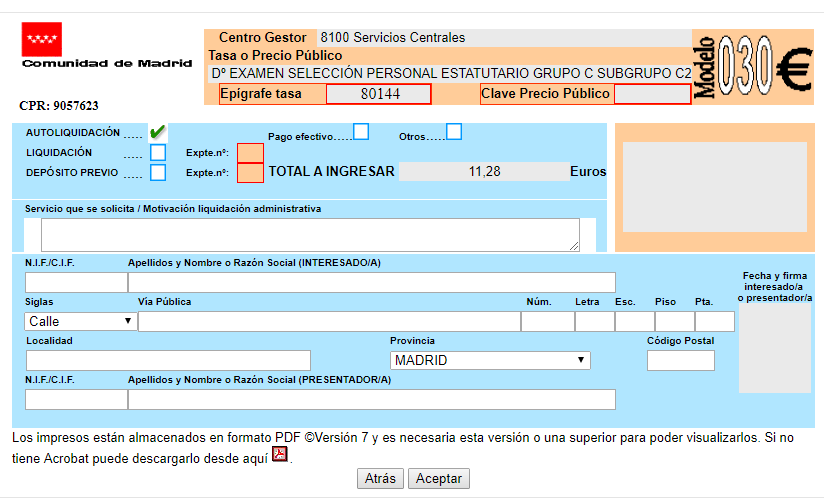 Comunidad de Madrid
CPR: 9057623
Centro Gestor 8100 Servicios Centrales
Tasa o Precio Público
Dº EXAMEN SELECCIÓN PERSONAL ESTATUTARIO GRUPO C SUBGRUPO C2
Epígrafe tasa 80144 Clave Precio Público
Modelo 030 €
AUTOLIQUIDACIÓN ..... Pago efectivo..... Otros.....
LIQUIDACIÓN ..... Expte.nº:
DEPÓSITO PREVIO ..... Expte.nº: TOTAL A INGRESAR 11,28 Euros
Servicio que se solicita / Motivación liquidación administrativa
N.I.F./C.I.F. Apellidos y Nombre o Razón Social (INTERESADO/A)
Siglas Vía Pública Núm. Letra Esc. Piso Pta.
Calle
Localidad Provincia Código Postal
MADRID
N.I.F./C.I.F. Apellidos y Nombre o Razón Social (PRESENTADOR/A)
Fecha y firma
interesado/a
o presentador/a
Los impresos están almacenados en formato PDF ©Versión 7 y es necesaria esta versión o una superior para poder visualizarlos. Si no
tiene Acrobat puede descargarlo desde aquí .
Atrás Aceptar